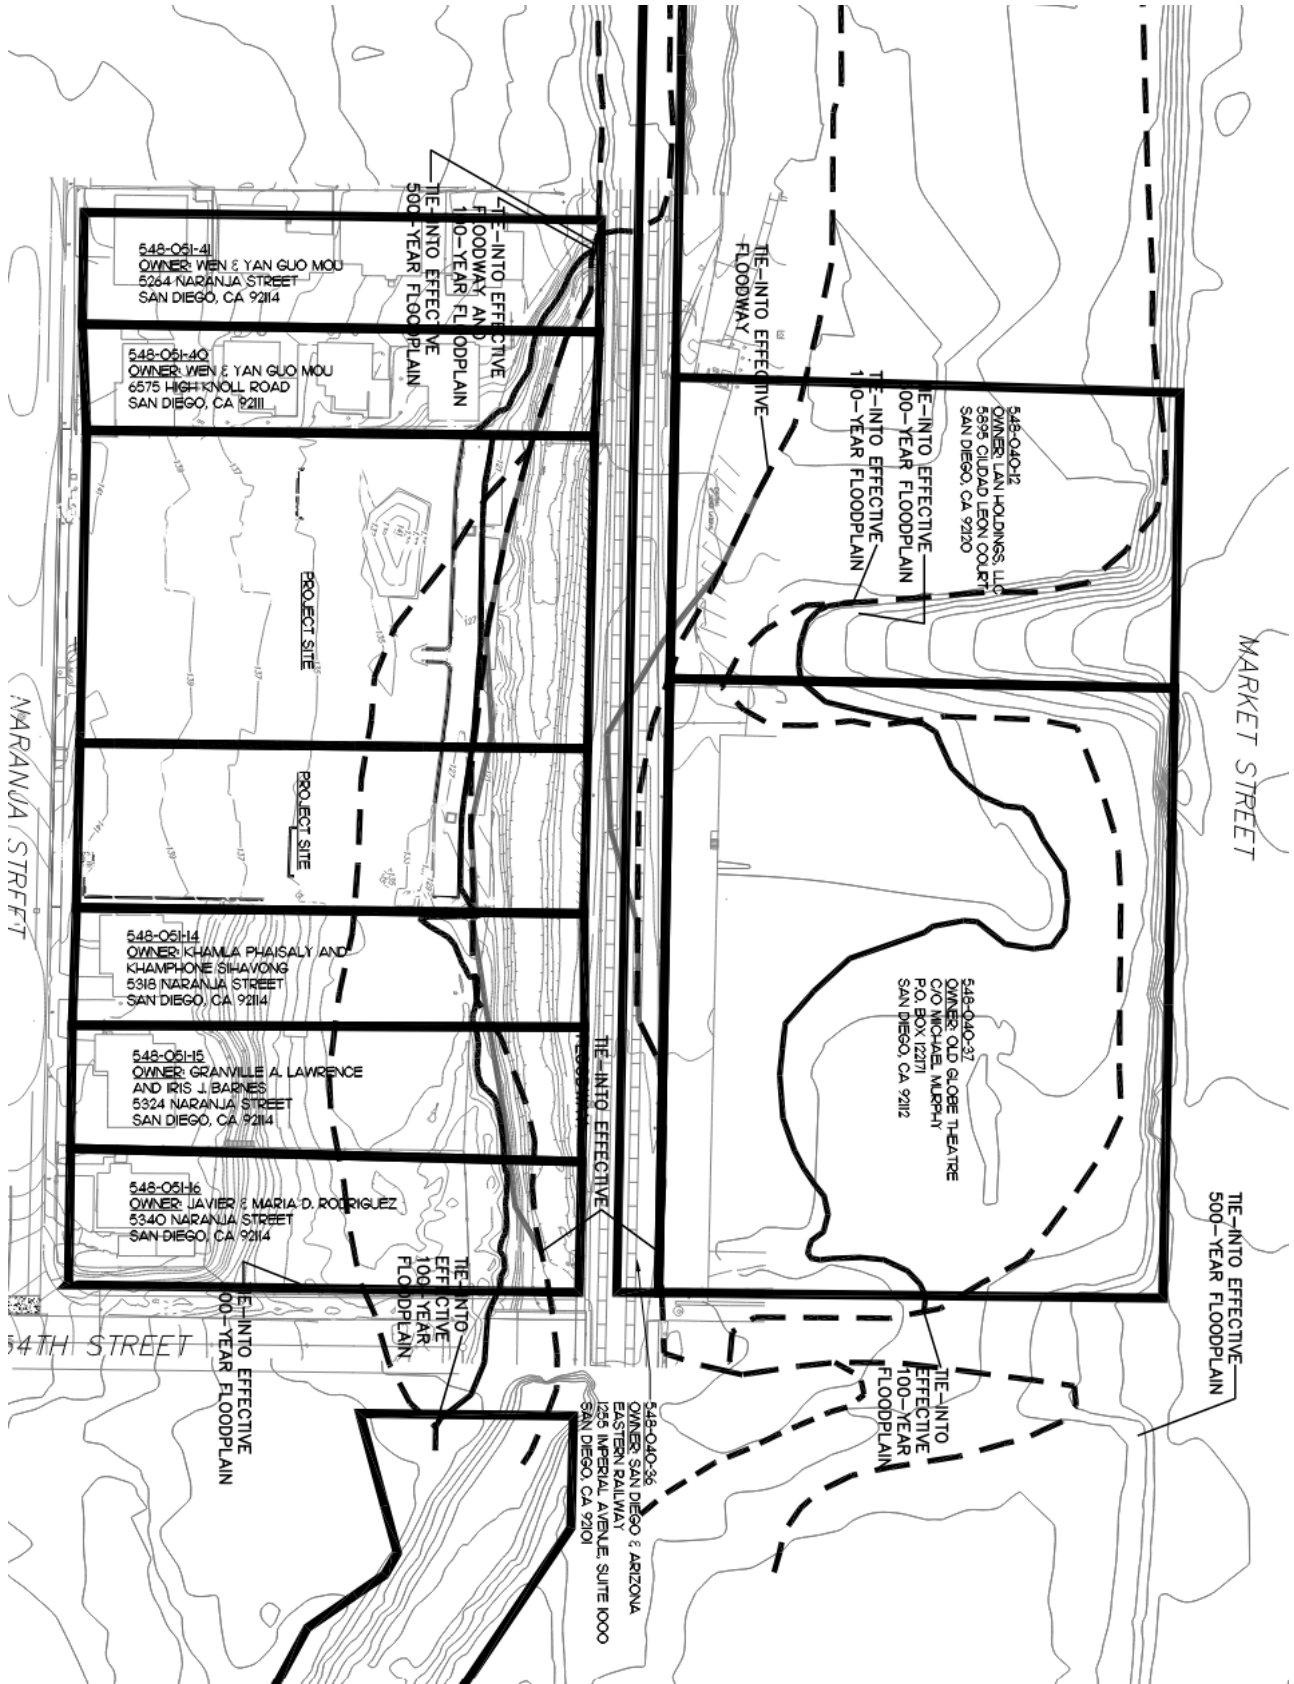 TIE-INTO EFFECTIVE
FLOODWAY AND
100-YEAR FLOODPLAIN
TIE-INTO EFFECTIVE
500-YEAR FLOODPLAIN
548-051-41
OWNER: WEN & YAN GUO MOU
5264 NARANJA STREET
SAN DIEGO, CA 92114
548-051-40
OWNER: WEN & YAN GUO MOU
6575 HIGH KNOLL ROAD
SAN DIEGO, CA 92111
TIE-INTO EFFECTIVE
FLOODWAY
TIE-INTO EFFECTIVE
500-YEAR FLOODPLAIN
TIE-INTO EFFECTIVE
100-YEAR FLOODPLAIN
548-040-12
OWNER: LAN HOLDINGS, LLC
5895 CIUDAD LEON COURT
SAN DIEGO, CA 92120
PROJECT SITE
PROJECT SITE
MARKET STREET
NARANJA STREET
548-051-14
OWNER: KHAMLA PHAISALY AND
KHAMPHONE SIHAVONG
5318 NARANJA STREET
SAN DIEGO, CA 92114
548-051-15
OWNER: GRANVILLE A. LAWRENCE
AND IRIS J. BARNES
5324 NARANJA STREET
SAN DIEGO, CA 92114
548-051-16
OWNER: JAVIER & MARIA D. RODRIGUEZ
5340 NARANJA STREET
SAN DIEGO, CA 92114
TIE-INTO EFFECTIVE
FLOODWAY
548-040-37
OWNER: OLD GLOBE THEATRE
C/O MICHAEL MURPHY
P.O. BOX 122171
SAN DIEGO, CA 92112
TIE-INTO EFFECTIVE
500-YEAR FLOODPLAIN
TIE-INTO
EFFECTIVE
100-YEAR
FLOODPLAIN
TIE-INTO EFFECTIVE
500-YEAR FLOODPLAIN
54TH STREET
TIE-INTO
EFFECTIVE
100-YEAR
FLOODPLAIN
548-040-36
OWNER: SAN DIEGO & ARIZONA
EASTERN RAILWAY
1255 IMPERIAL AVENUE, SUITE 1000
SAN DIEGO, CA 92101
139
137
135
127
139
137
127